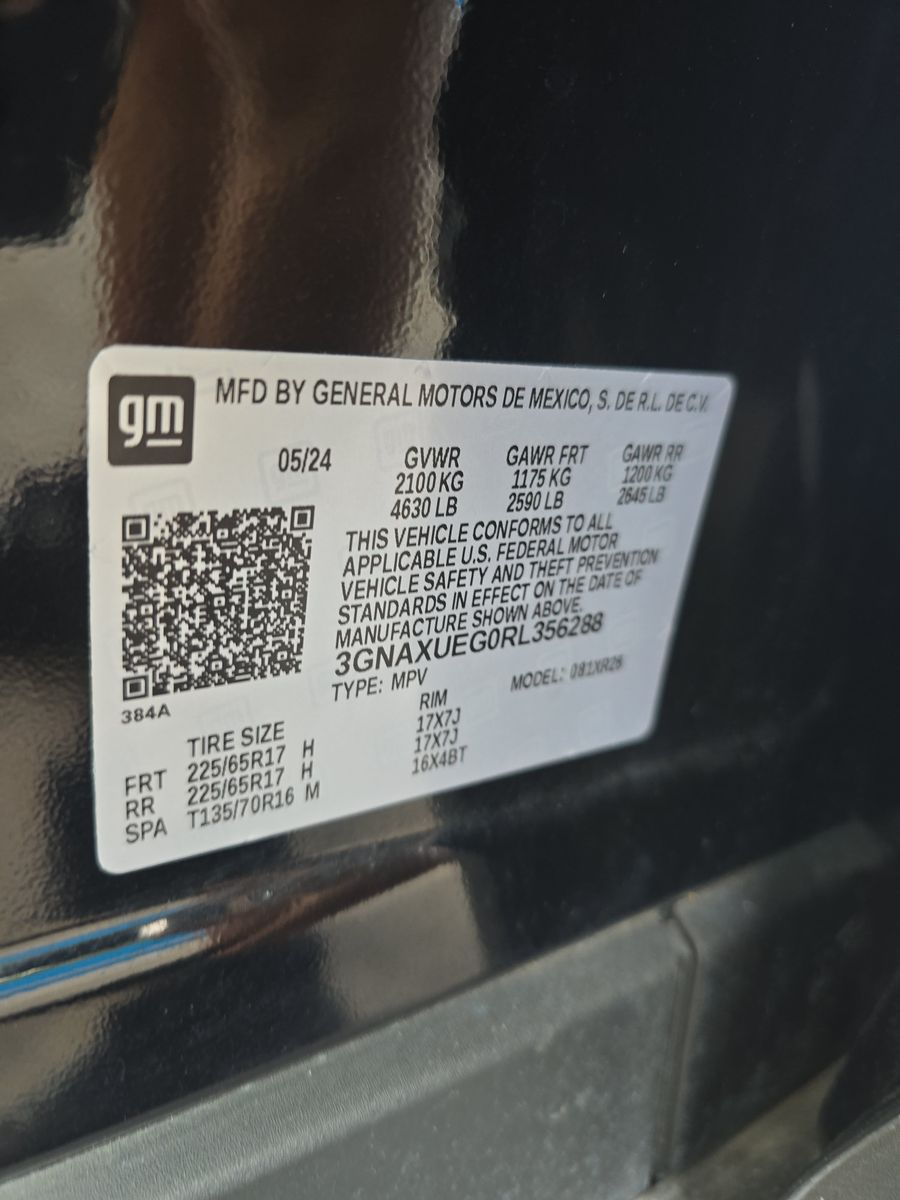 gm
MFD BY GENERAL MOTORS DE MEXICO, S. DE R.L. DE C.V.
05/24 GVWR GAWR FRT GAWR RR
2100 KG 1175 KG 1200 KG
4630 LB 2590 LB 2645 LB
THIS VEHICLE CONFORMS TO ALL
APPLICABLE U.S. FEDERAL MOTOR
VEHICLE SAFETY AND THEFT PREVENTION
STANDARDS IN EFFECT ON THE DATE OF
MANUFACTURE SHOWN ABOVE.
3GNAXUEG0RL356288
TYPE: MPV MODEL: 081XR26
384A
TIRE SIZE RIM
FRT 225/65R17 H 17X7J
RR 225/65R17 H 17X7J
SPA T135/70R16 M 16X4BT